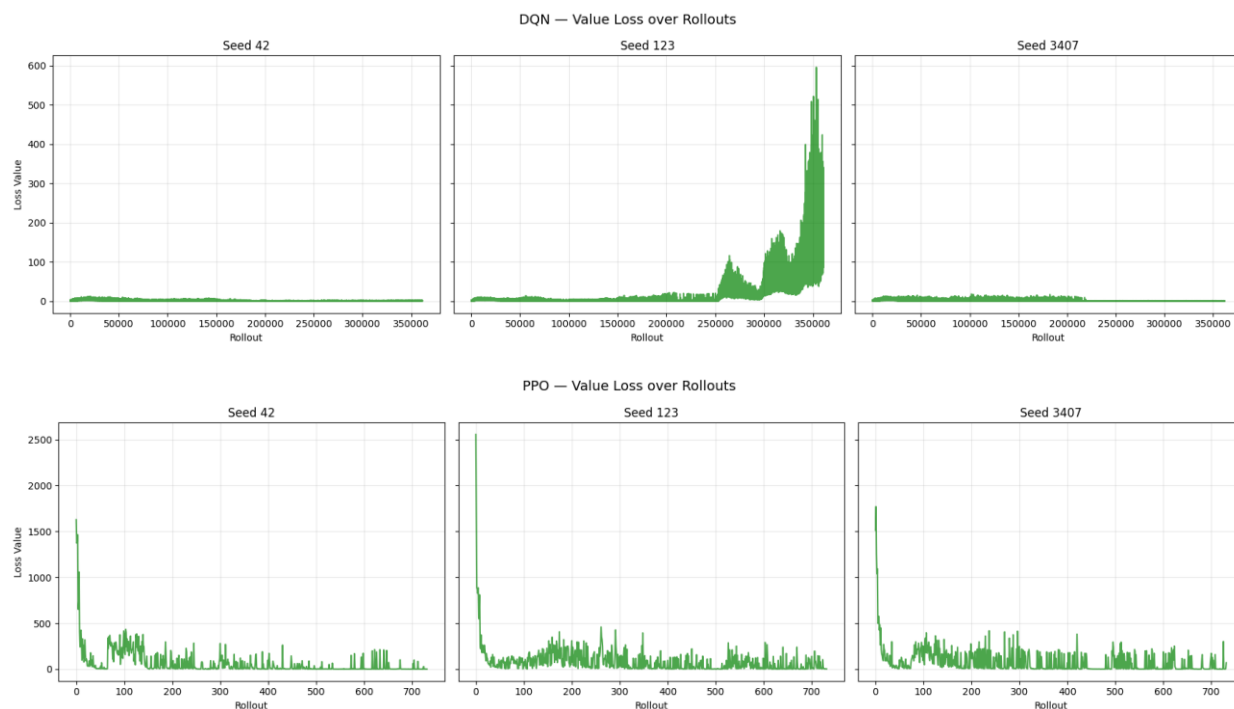 DQN — Value Loss over Rollouts
Seed 42 Seed 123 Seed 3407
600
500
400
300
200
100
0
Loss Value
0 50000 100000 150000 200000 250000 300000 350000 0 50000 100000 150000 200000 250000 300000 350000 0 50000 100000 150000 200000 250000 300000 350000
Rollout Rollout Rollout
PPO — Value Loss over Rollouts
Seed 42 Seed 123 Seed 3407
2500
2000
1500
1000
500
0
Loss Value
0 100 200 300 400 500 600 700 0 100 200 300 400 500 600 700 0 100 200 300 400 500 600 700
Rollout Rollout Rollout